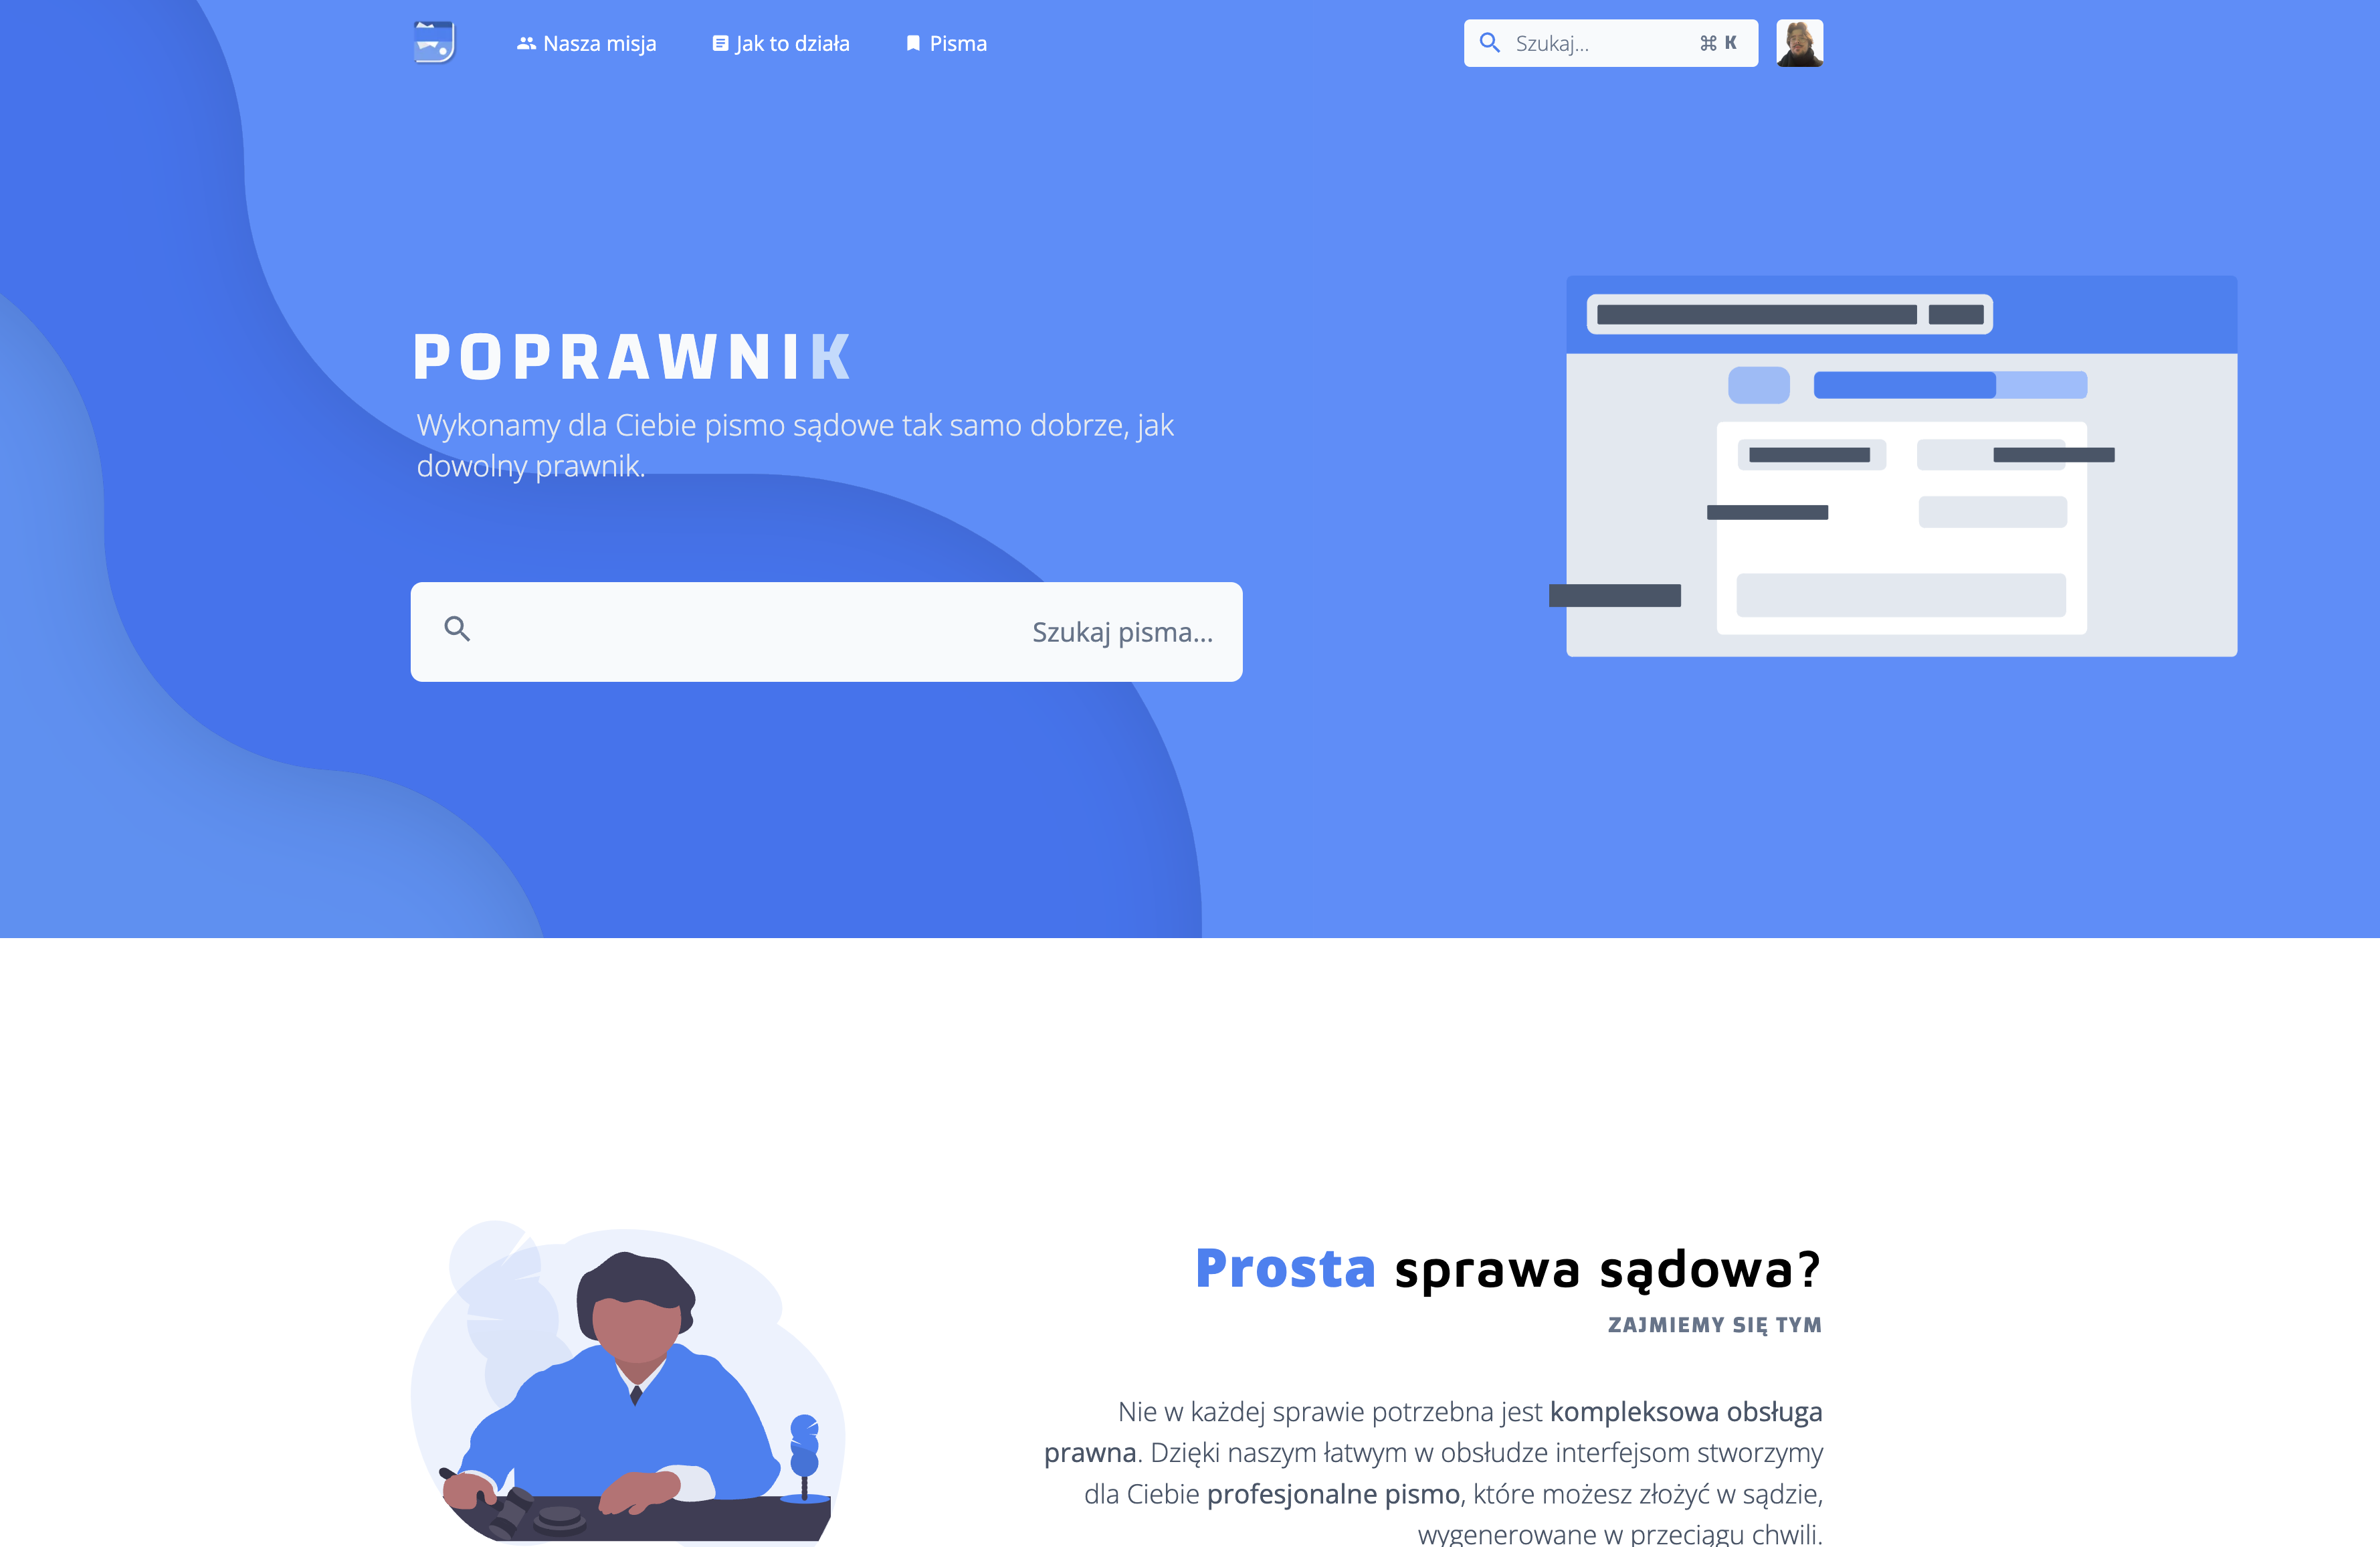 Nasza misja
Jak to działa
Pisma
Szukaj...
⌘ K
POPRAWNIK
Wykonamy dla Ciebie pismo sądowe tak samo dobrze, jak
dowolny prawnik.
Szukaj pisma...
Prosta sprawa sądowa?
ZAJMIEMY SIĘ TYM
Nie w każdej sprawie potrzebna jest kompleksowa obsługa
prawna. Dzięki naszym łatwym w obsłudze interfejsom stworzymy
dla Ciebie profesjonalne pismo, które możesz złożyć w sądzie,
wygenerowane w przeciągu chwili.